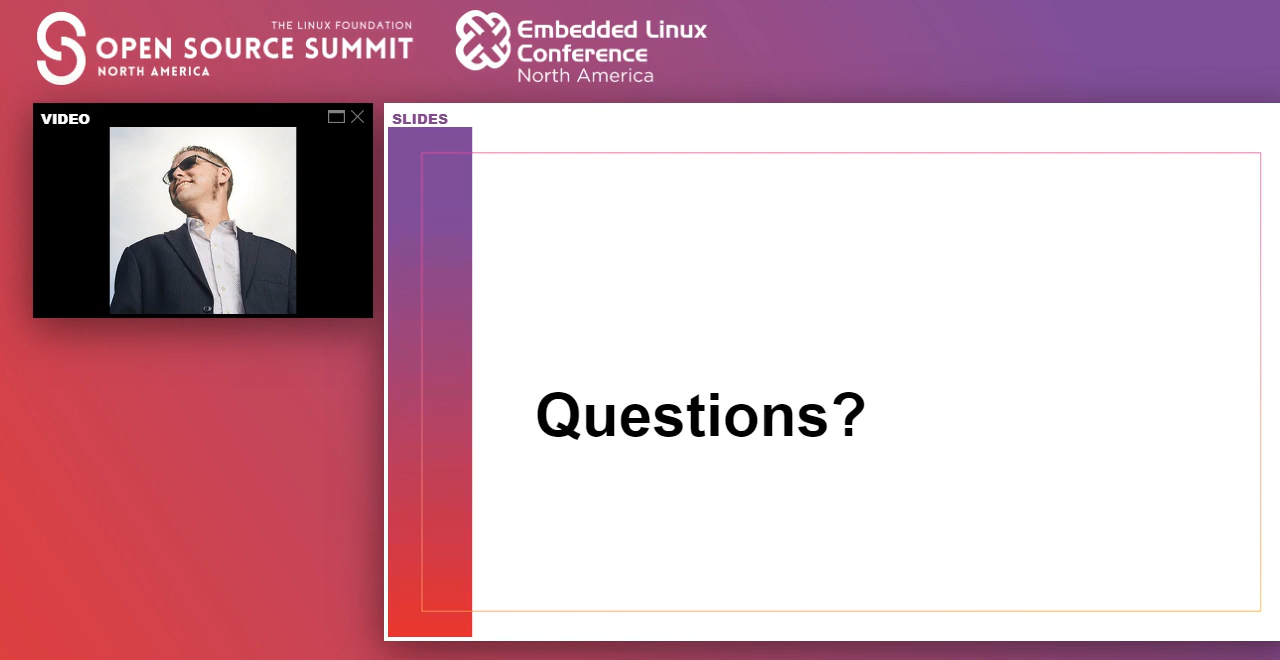 THE LINUX FOUNDATION
OPEN SOURCE SUMMIT
NORTH AMERICA
Embedded Linux
Conference
North America
VIDEO
SLIDES
Questions?